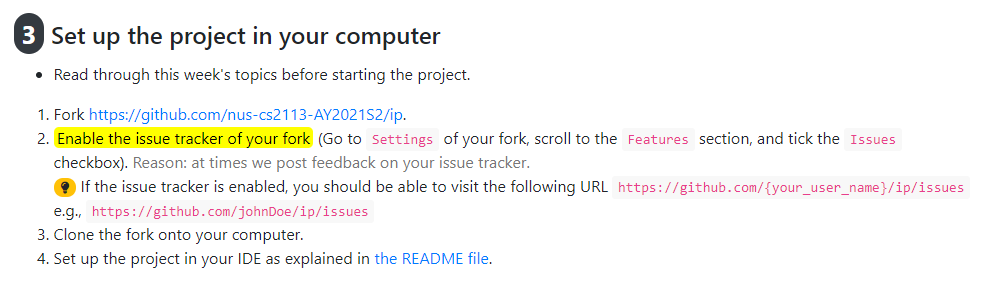 3 Set up the project in your computer
• Read through this week's topics before starting the project.
1. Fork https://github.com/nus-cs2113-AY2021S2/ip.
2. Enable the issue tracker of your fork (Go to Settings of your fork, scroll to the Features section, and tick the Issues
checkbox). Reason: at times we post feedback on your issue tracker.
If the issue tracker is enabled, you should be able to visit the following URL https://github.com/{your_user_name}/ip/issues
e.g., https://github.com/johnDoe/ip/issues
3. Clone the fork onto your computer.
4. Set up the project in your IDE as explained in the README file.